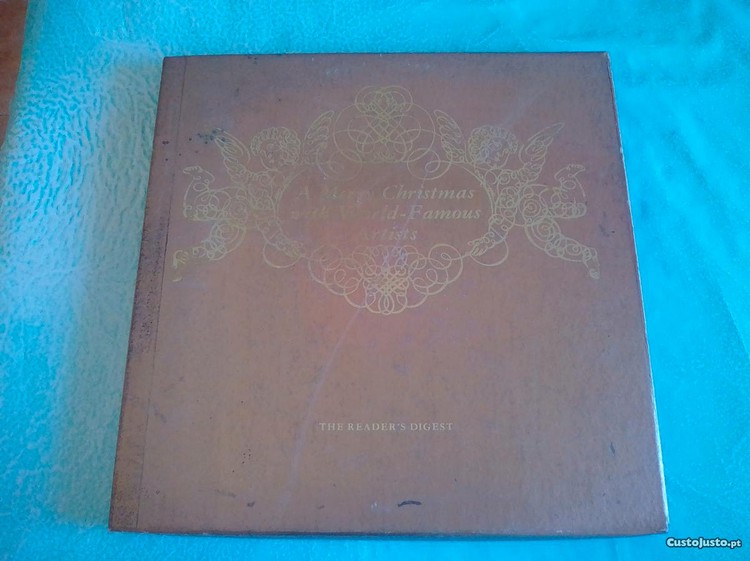 A Merry Christmas
with World-Famous
Artists
THE READER'S DIGEST
CustoJusto.pt